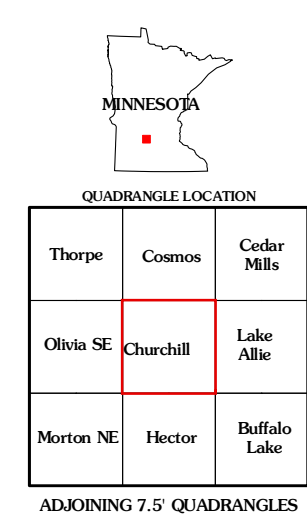 MINNESOTA
QUADRANGLE LOCATION
Thorpe
Cosmos
Cedar
Mills
Olivia SE
Churchill
Lake
Allie
Morton NE
Hector
Buffalo
Lake
ADJOINING 7.5' QUADRANGLES